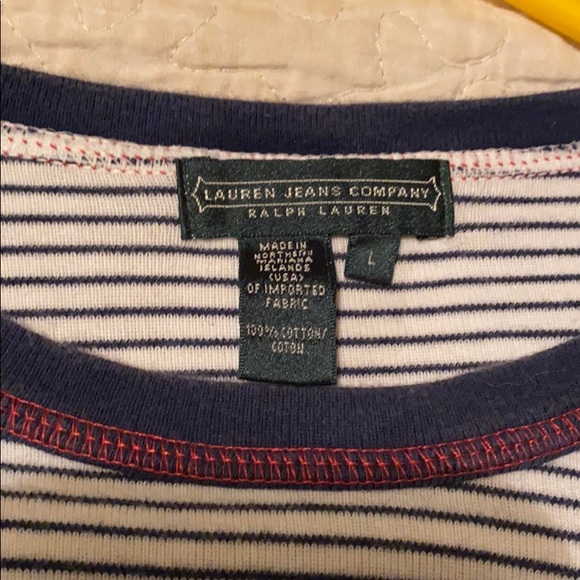 LAUREN JEANS COMPANY
RALPH LAUREN
L
MADE IN
NORTHERN
MARIANA
ISLANDS
(USA)
OF IMPORTED
FABRIC
100% COTTON/
COTON